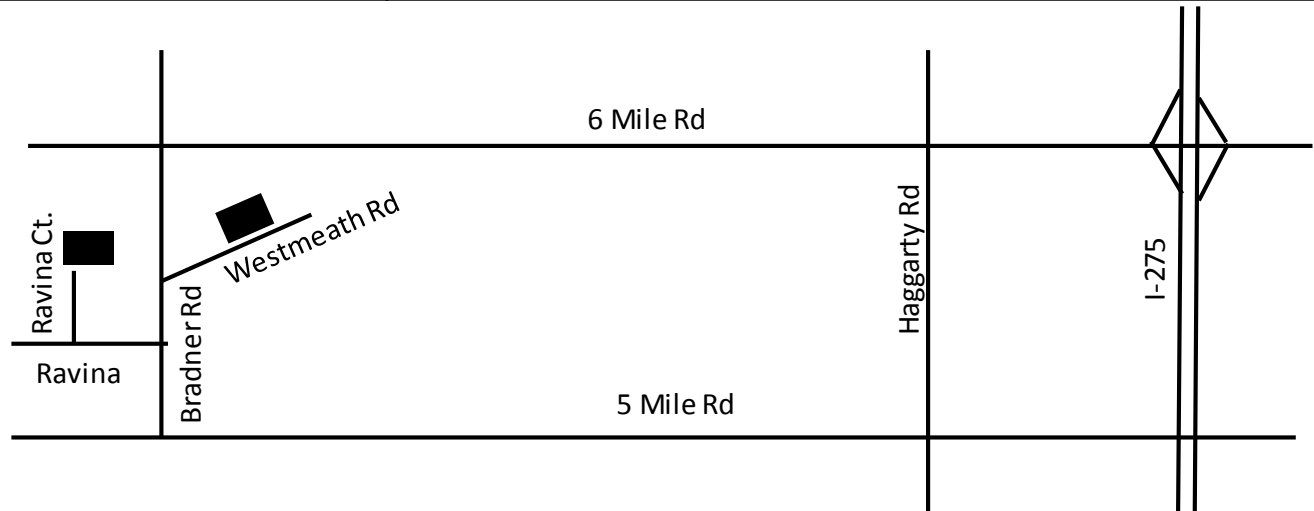 6 Mile Rd
Ravina Ct.
Westmeath Rd
Bradner Rd
Haggarty Rd
I-275
Ravina
5 Mile Rd